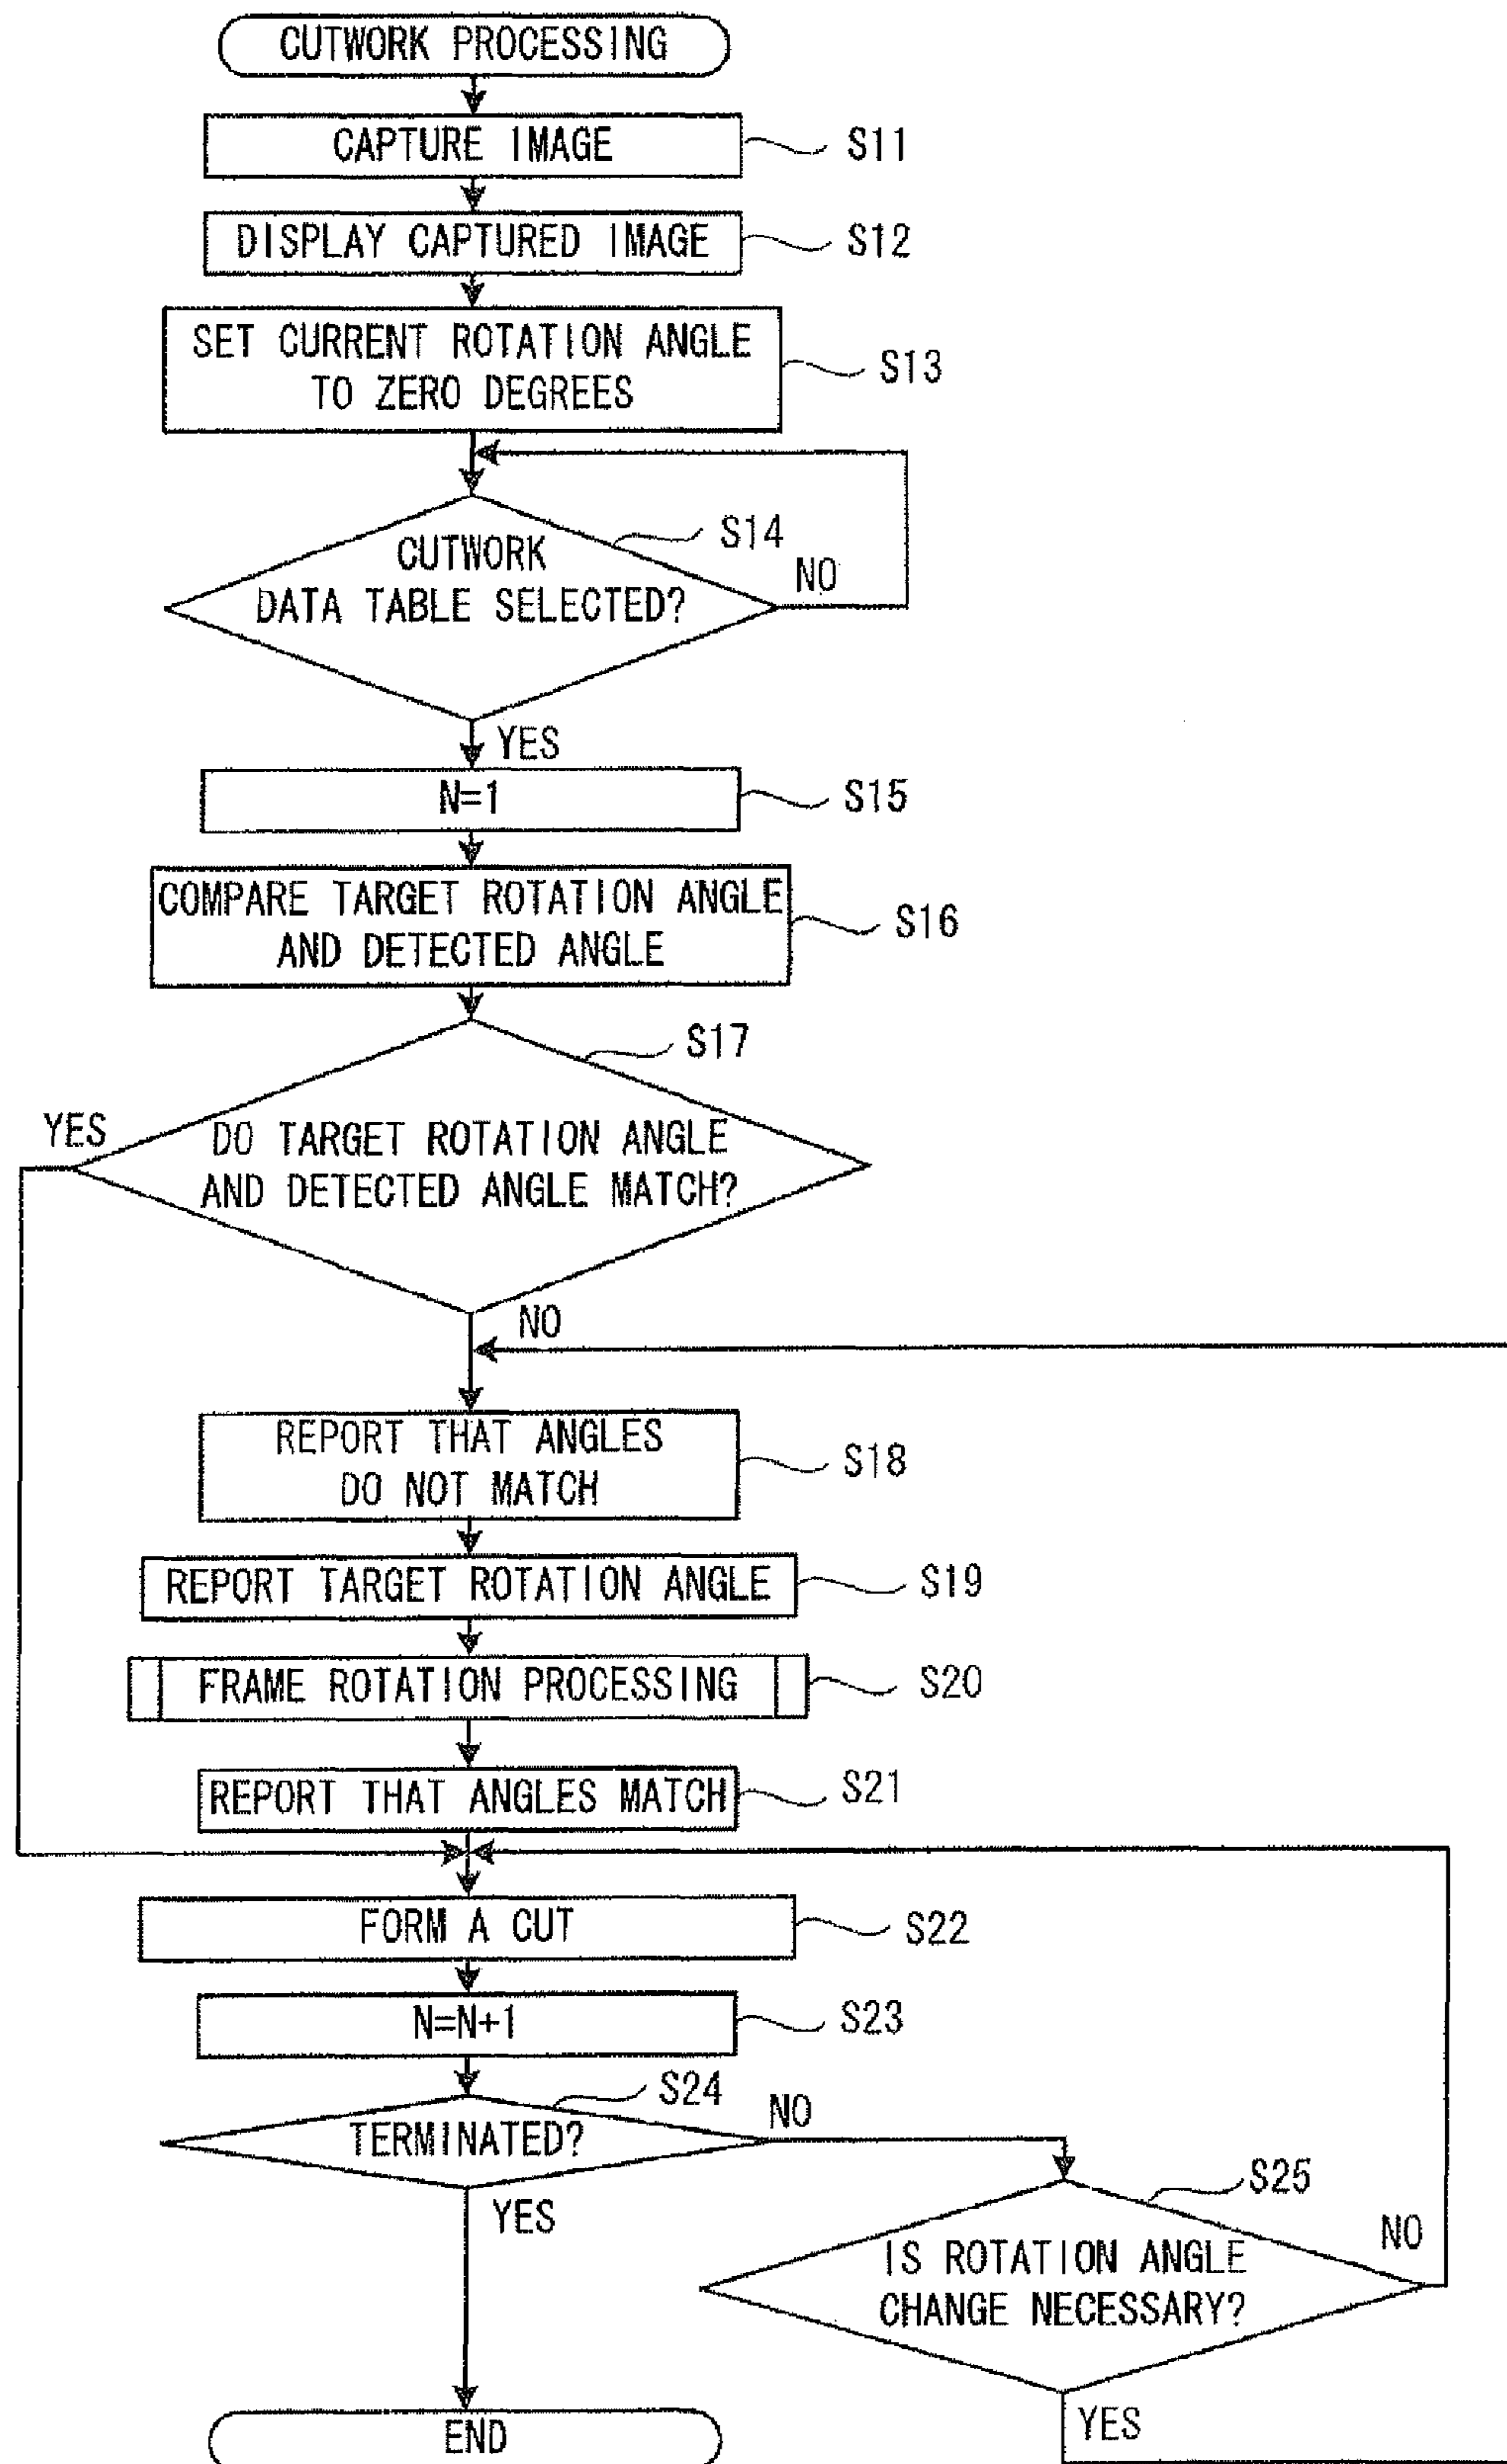 CUTWORK PROCESSING
CAPTURE IMAGE
S11
DISPLAY CAPTURED IMAGE
S12
SET CURRENT ROTATION ANGLE
TO ZERO DEGREES
S13
S14
CUTWORK
DATA TABLE SELECTED?
NO
YES
N=1
S15
COMPARE TARGET ROTATION ANGLE
AND DETECTED ANGLE
S16
S17
YES
DO TARGET ROTATION ANGLE
AND DETECTED ANGLE MATCH?
NO
REPORT THAT ANGLES
DO NOT MATCH
S18
REPORT TARGET ROTATION ANGLE
S19
FRAME ROTATION PROCESSING
S20
REPORT THAT ANGLES MATCH
S21
FORM A CUT
S22
N=N+1
S23
S24
TERMINATED?
NO
YES
S25
IS ROTATION ANGLE
CHANGE NECESSARY?
NO
YES
END